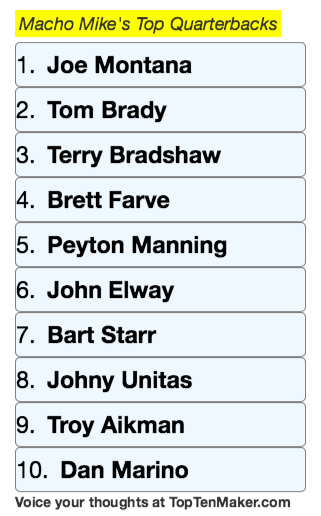 Macho Mike's Top Quarterbacks
1. Joe Montana
2. Tom Brady
3. Terry Bradshaw
4. Brett Farve
5. Peyton Manning
6. John Elway
7. Bart Starr
8. Johny Unitas
9. Troy Aikman
10. Dan Marino
Voice your thoughts at TopTenMaker.com